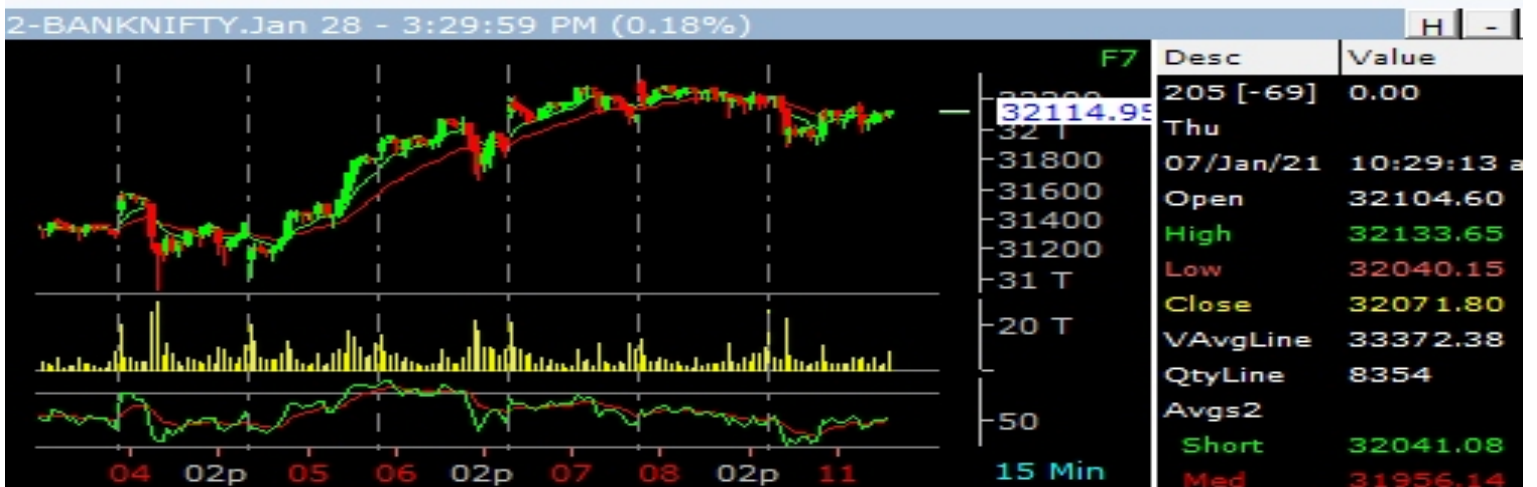 2-BANKNIFTY.Jan 28 - 3:29:59 PM (0.18%)
H -
F7
32114.95
32 T
31800
31600
31400
31200
31 T
20 T
50
04 02p 05 06 02p 07 08 02p 11
15 Min
Desc Value
205 [-69] 0.00
Thu
07/Jan/21 10:29:13 a
Open 32104.60
High 32133.65
Low 32040.15
Close 32071.80
VAvgLine 33372.38
QtyLine 8354
Avgs2
Short 32041.08
Med 31956.14